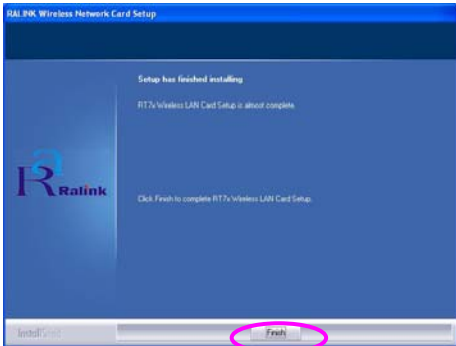 RALINK Wireless Network Card Setup
Setup has finished installing
RT7x Wireless LAN Card Setup is almost complete.
Ralink
Click Finish to complete RT7x Wireless LAN Card Setup.
InstallShield
Finish